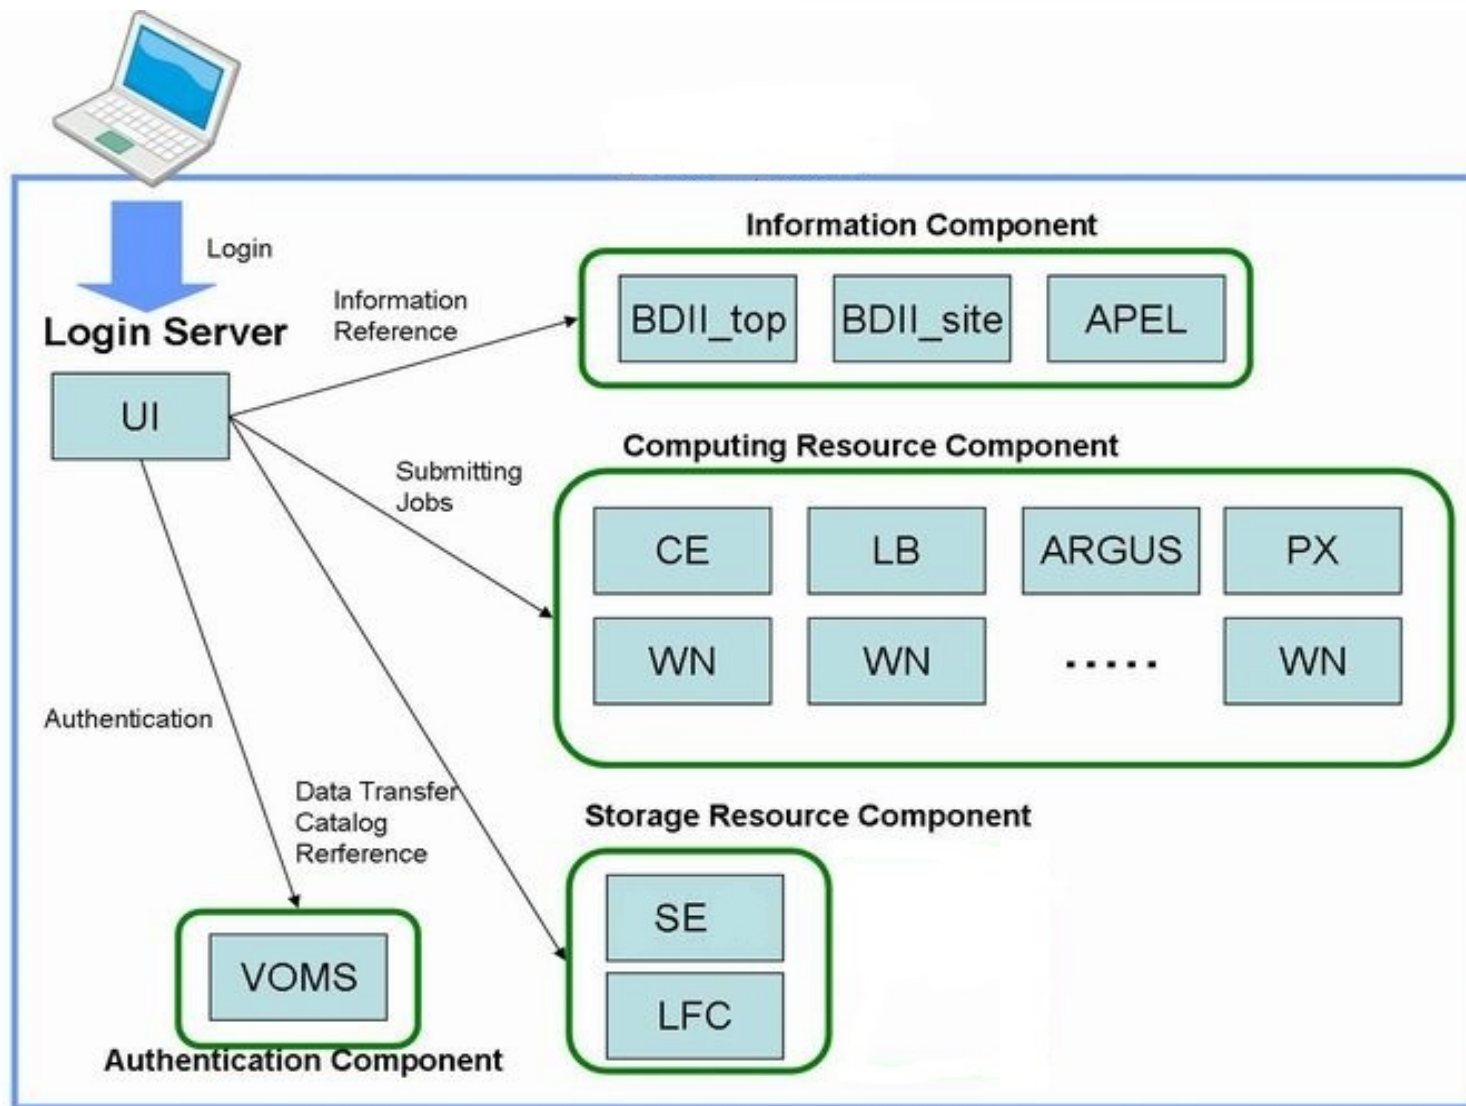 Login
Login Server
UI
Information
Reference
Information Component
BDII_top
BDII_site
APEL
Submitting
Jobs
Computing Resource Component
CE
LB
ARGUS
PX
WN
WN
.....
WN
Authentication
Data Transfer
Catalog
Rerference
Storage Resource Component
SE
LFC
VOMS
Authentication Component